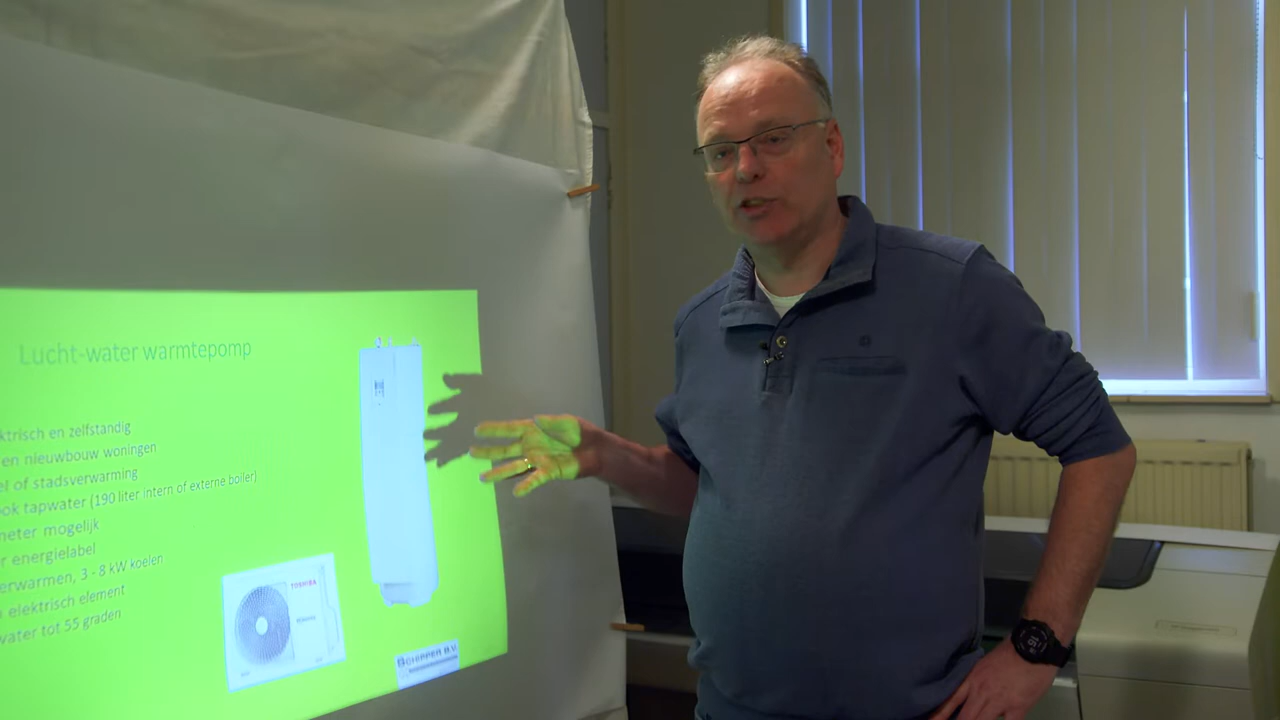 Lucht-water warmtepomp
ktrisch en zelfstandig
en nieuwbouw woningen
el of stadsverwarming
ook tapwater (190 liter intern of externe boiler)
meter mogelijk
r energielabel
erwarmen, 3 - 8 kW koelen
elektrisch element
water tot 55 graden
TOSHIBA
SCHIPPER B.V.